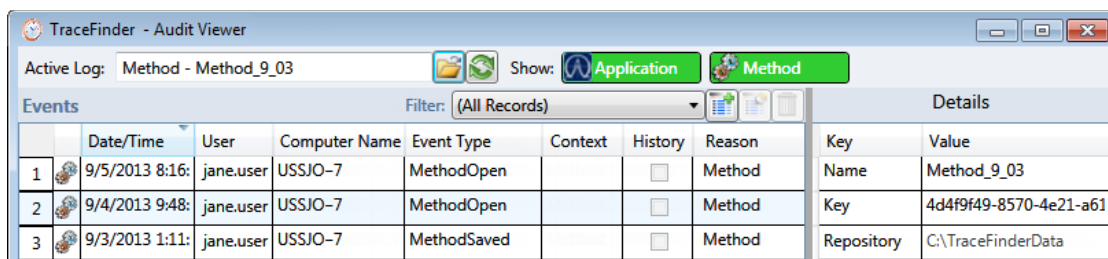 TraceFinder - Audit Viewer
Active Log: Method - Method_9_03 Show: Application Method
Events Filter: (All Records) Details
Date/Time User Computer Name Event Type Context History Reason Key Value
1 9/5/2013 8:16: jane.user USSJO-7 MethodOpen Method Name Method_9_03
2 9/4/2013 9:48: jane.user USSJO-7 MethodOpen Method Key 4d4f9f49-8570-4e21-a61
3 9/3/2013 1:11: jane.user USSJO-7 MethodSaved Method Repository C:\TraceFinderData